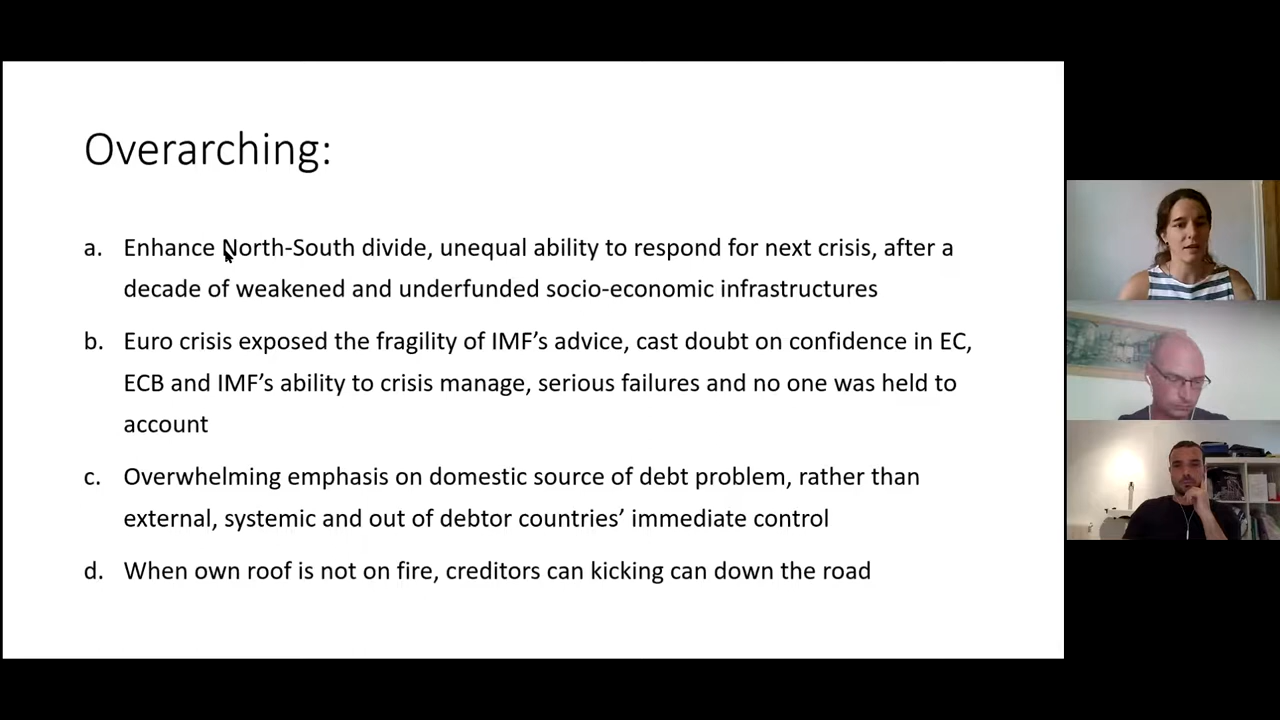 Overarching:
a. Enhance North-South divide, unequal ability to respond for next crisis, after a
decade of weakened and underfunded socio-economic infrastructures
b. Euro crisis exposed the fragility of IMF’s advice, cast doubt on confidence in EC,
ECB and IMF’s ability to crisis manage, serious failures and no one was held to
account
c. Overwhelming emphasis on domestic source of debt problem, rather than
external, systemic and out of debtor countries’ immediate control
d. When own roof is not on fire, creditors can kicking can down the road